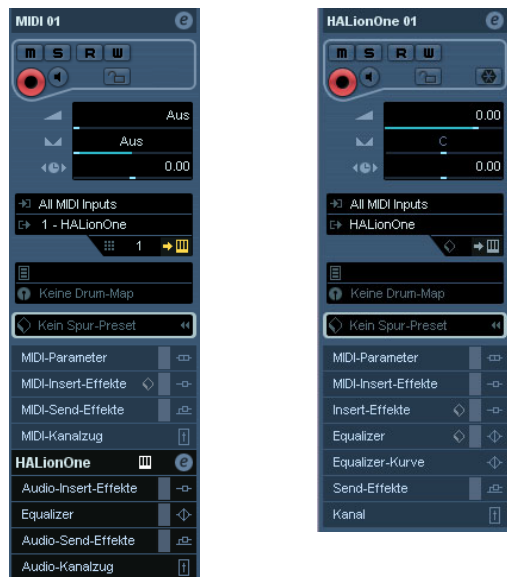 MIDI 01 e
m S R W
Aus
Aus
0.00
All MIDI Inputs
1 - HALionOne
1
Keine Drum-Map
Kein Spur-Preset
MIDI-Parameter
MIDI-Insert-Effekte
MIDI-Send-Effekte
MIDI-Kanalzug
HALionOne e
Audio-Insert-Effekte
Equalizer
Audio-Send-Effekte
Audio-Kanalzug
HALionOne 01 e
m S R W
0.00
C
0.00
All MIDI Inputs
HALionOne
Keine Drum-Map
Kein Spur-Preset
MIDI-Parameter
MIDI-Insert-Effekte
Insert-Effekte
Equalizer
Equalizer-Kurve
Send-Effekte
Kanal